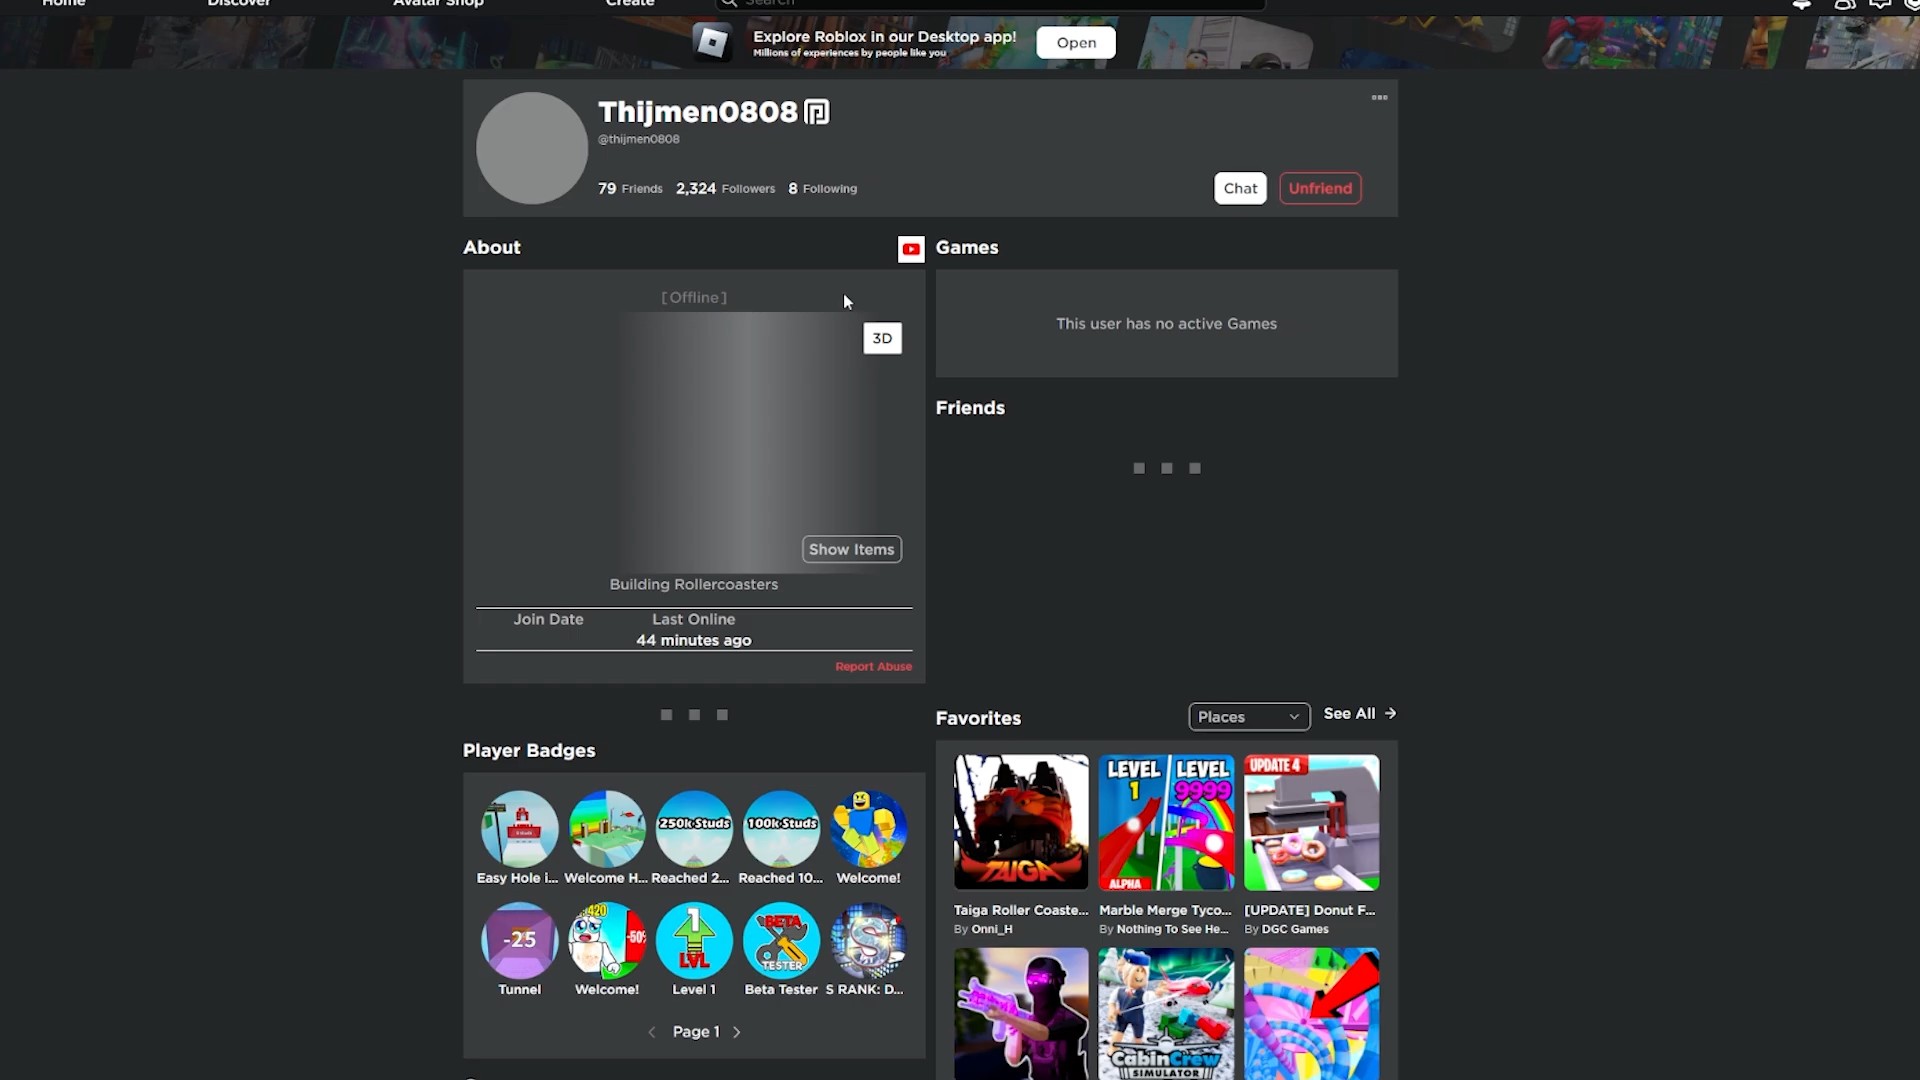 Home
Discover
Avatar Shop
Create
Search
Explore Roblox in our Desktop app!
Millions of experiences by people like you
Open
Thijmen0808
@thijmen0808
79 Friends 2,324 Followers 8 Following
Chat
Unfriend
About
[Offline]
3D
Show Items
Building Rollercoasters
Join Date
Last Online
44 minutes ago
Report Abuse
Games
This user has no active Games
Friends
Player Badges
250k Studs
100k Studs
Easy Hole i...
Welcome H...
Reached 2...
Reached 10...
Welcome!
-25
420
-50
1
LVL
BETA
TESTER
S
Tunnel
Welcome!
Level 1
Beta Tester
S RANK: D...
Page 1
Favorites
Places
See All
TAIGA
LEVEL 1
LEVEL 9999
ALPHA
UPDATE 4
Taiga Roller Coaste...
By Onni_H
Marble Merge Tyco...
By Nothing To See He...
[UPDATE] Donut F...
By DGC Games
CabinCrew
SIMULATOR